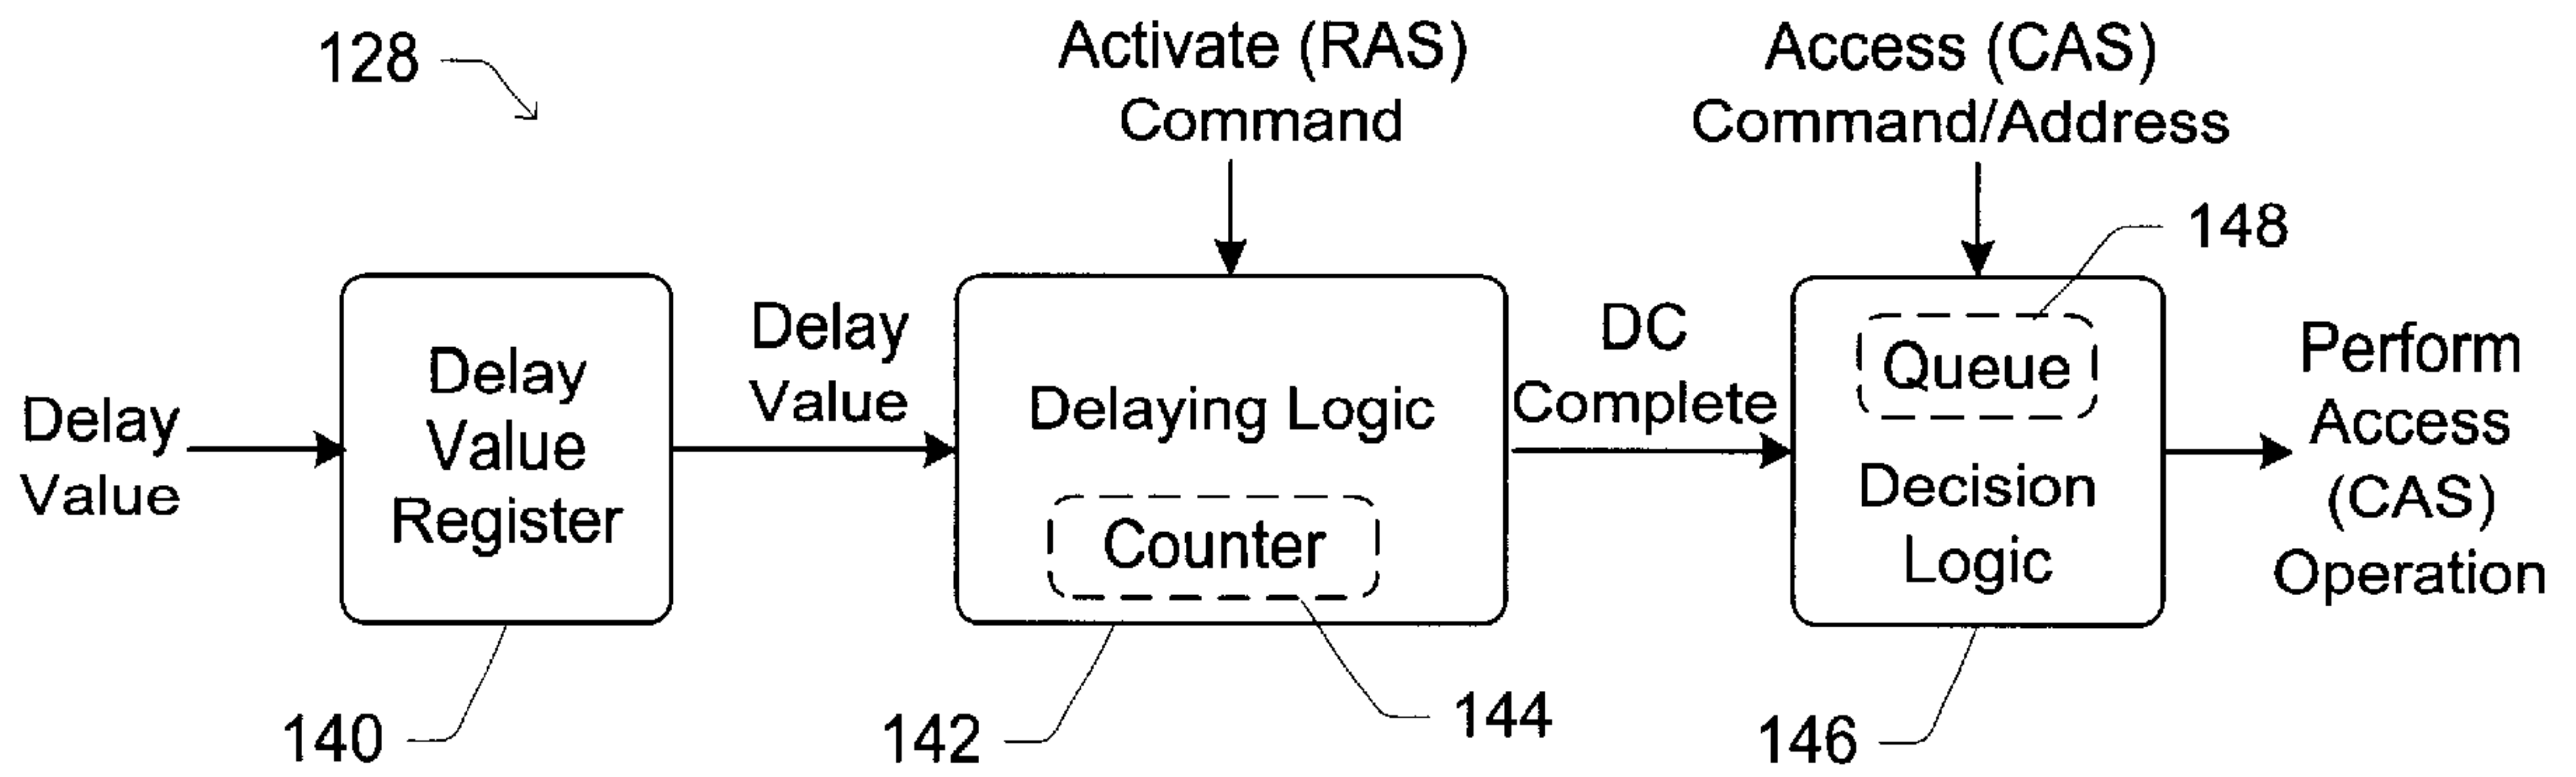 128
Activate (RAS)
Command
Access (CAS)
Command/Address
148
Delay
Value
Delay
Value
Register
Delay
Value
Delaying Logic
Counter
DC
Complete
Queue
Decision
Logic
Perform
Access
(CAS)
Operation
140
142
144
146